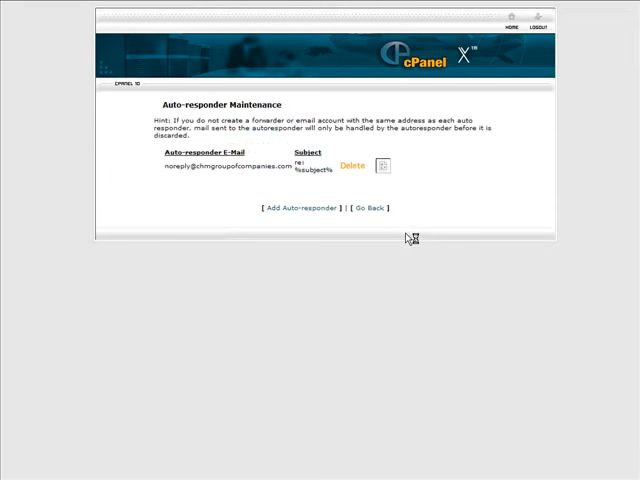 HOME LOGOUT
cPanel X™
CPANEL 10
Auto-responder Maintenance
Hint: If you do not create a forwarder or email account with the same address as each auto
responder, mail sent to the autoresponder will only be handled by the autoresponder before it is
discarded.
Auto-responder E-Mail Subject
noreply@chmgroupofcompanies.com re: %subject% Delete
[ Add Auto-responder ] | [ Go Back ]